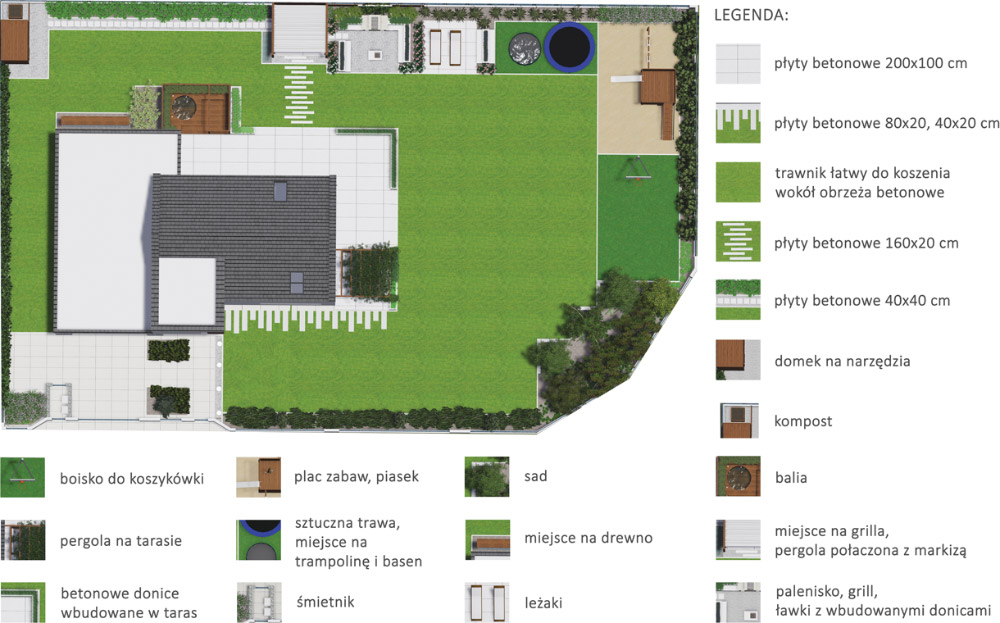 LEGENDA:
płyty betonowe 200x100 cm
płyty betonowe 80x20, 40x20 cm
trawnik łatwy do koszenia
wokół obrzeża betonowe
płyty betonowe 160x20 cm
płyty betonowe 40x40 cm
domek na narzędzia
kompost
balia
miejsce na grilla,
pergola połaczona z markizą
palenisko, grill,
ławki z wbudowanymi donicami
boisko do koszykówki
plac zabaw, piasek
sad
pergola na tarasie
sztuczna trawa,
miejsce na
trampolinę i basen
miejsce na drewno
betonowe donice
wbudowane w taras
śmietnik
leżaki